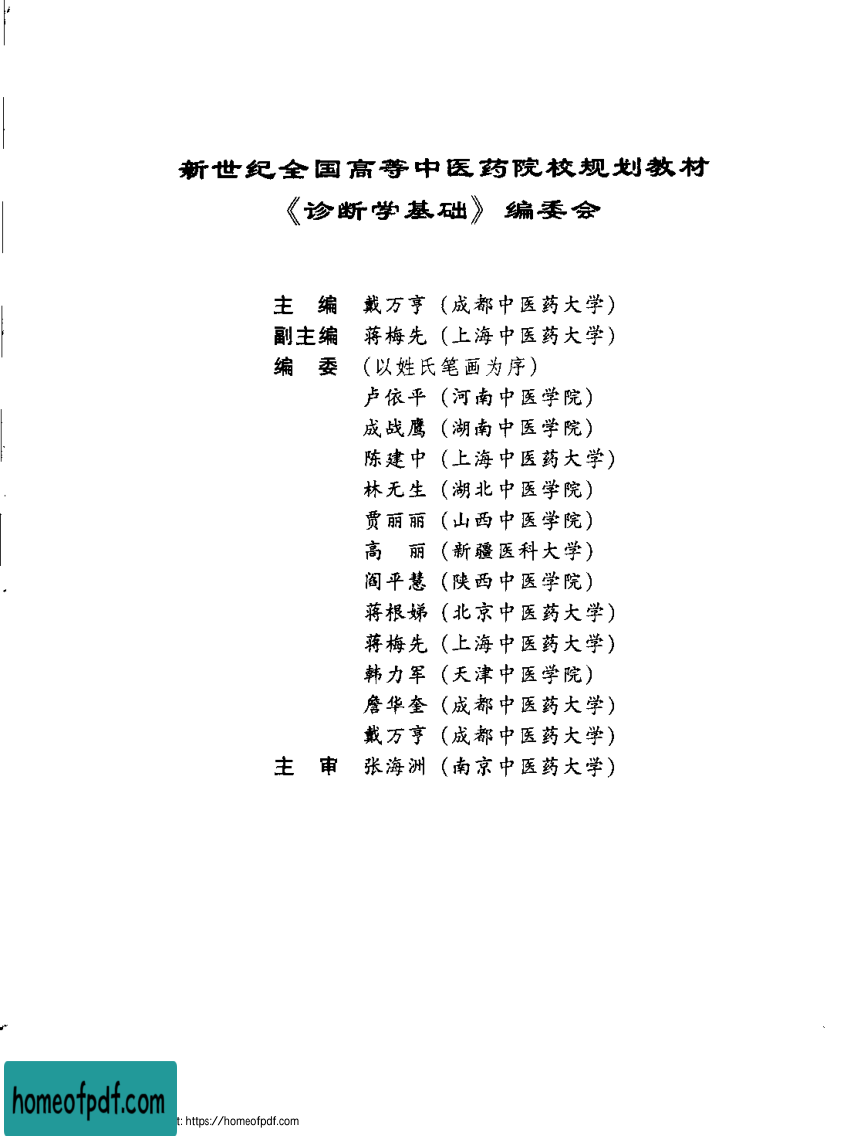 新世纪全国高等中医药院校规划教材
《诊断学基础》 编委会
主 编 戴万亨 (成都中医药大学)
副主编 蒋梅先 (上海中医药大学)
编 委 (以姓氏笔画为序)
卢依平 (河南中医学院)
成战鹰 (湖南中医学院)
陈建中 (上海中医药大学)
林无生 (湖北中医学院)
贾丽丽 (山西中医学院)
高 丽 (新疆医科大学)
阎平慧 (陕西中医学院)
蒋根娣 (北京中医药大学)
蒋梅先 (上海中医药大学)
韩力军 (天津中医学院)
詹华奎 (成都中医药大学)
戴万亨 (成都中医药大学)
主 审 张海洲 (南京中医药大学)
homeofpdf.com
t: https://homeofpdf.com